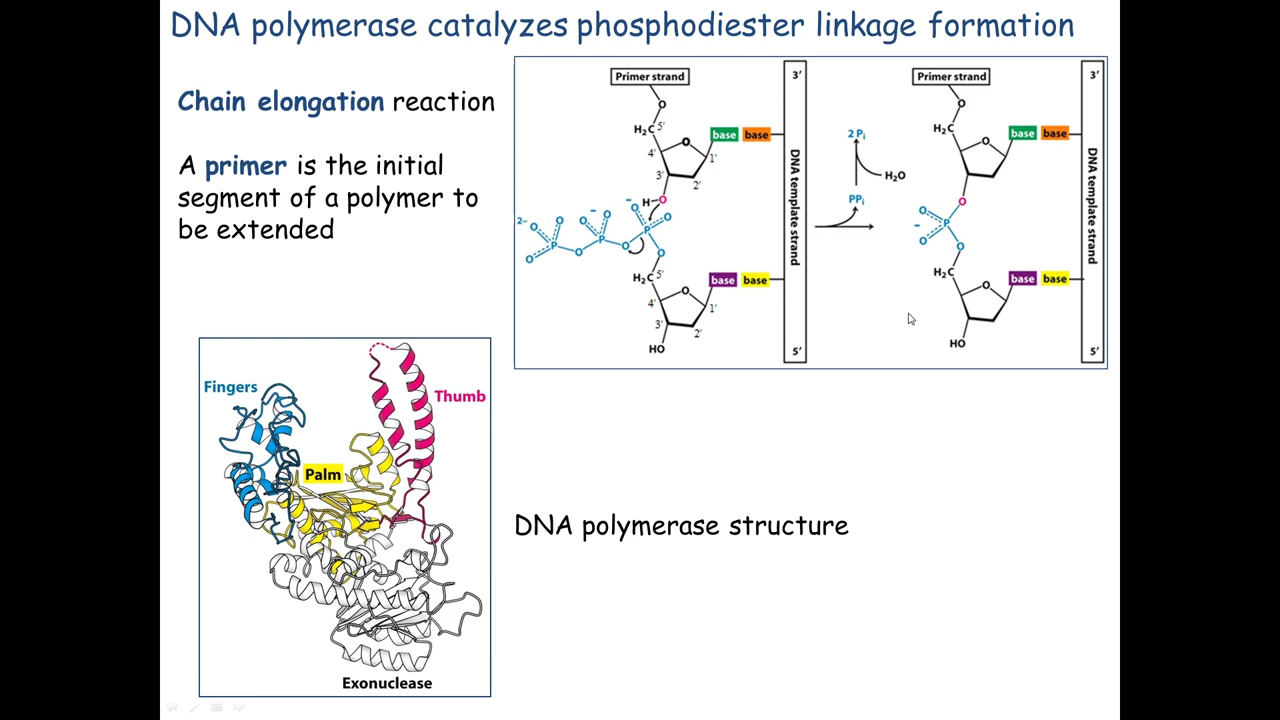 DNA polymerase catalyzes phosphodiester linkage formation
Chain elongation reaction
A primer is the initial
segment of a polymer to
be extended
Primer strand
3′
O
H₂C 5′
O
base base
4′
1′
3′
2′
H–O
2–
O
O
–
O
O
–
O
O
P
P
P
O
O
O
O
H₂C 5′
O
base base
4′
1′
3′
2′
HO
5′
DNA template strand
2 Pᵢ
H₂O
PPᵢ
Primer strand
3′
O
H₂C
O
base base
O
O
–
P
O
O
H₂C
O
base base
HO
5′
DNA template strand
Fingers
Thumb
Palm
Exonuclease
DNA polymerase structure